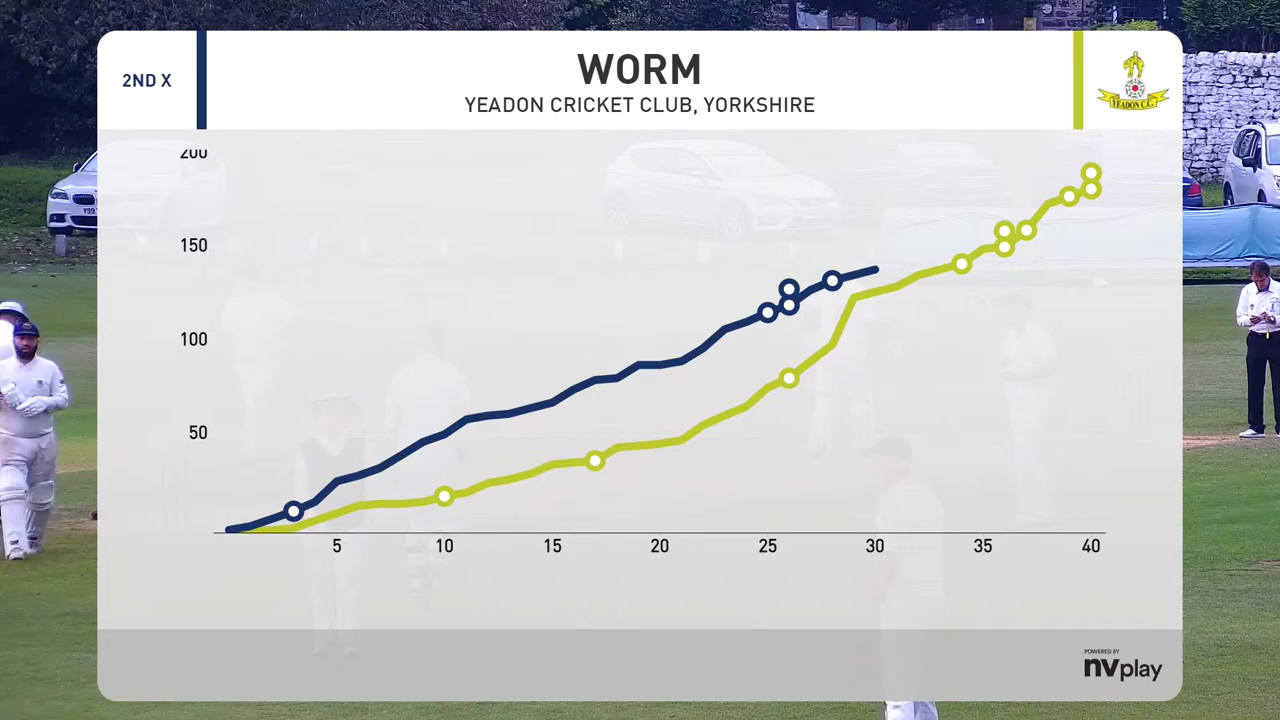 2ND X
WORM
YEADON CRICKET CLUB, YORKSHIRE
YEADON C.C.
200
150
100
50
5 10 15 20 25 30 35 40
POWERED BY
nvplay